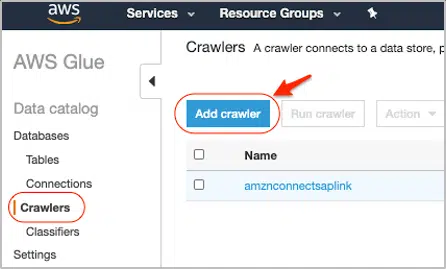 aws Services Resource Groups
AWS Glue
Crawlers A crawler connects to a data store, p
Data catalog
Add crawler Run crawler Action
Databases
Tables
Name
Connections
amznconnectsaplink
Crawlers
Classifiers
Settings